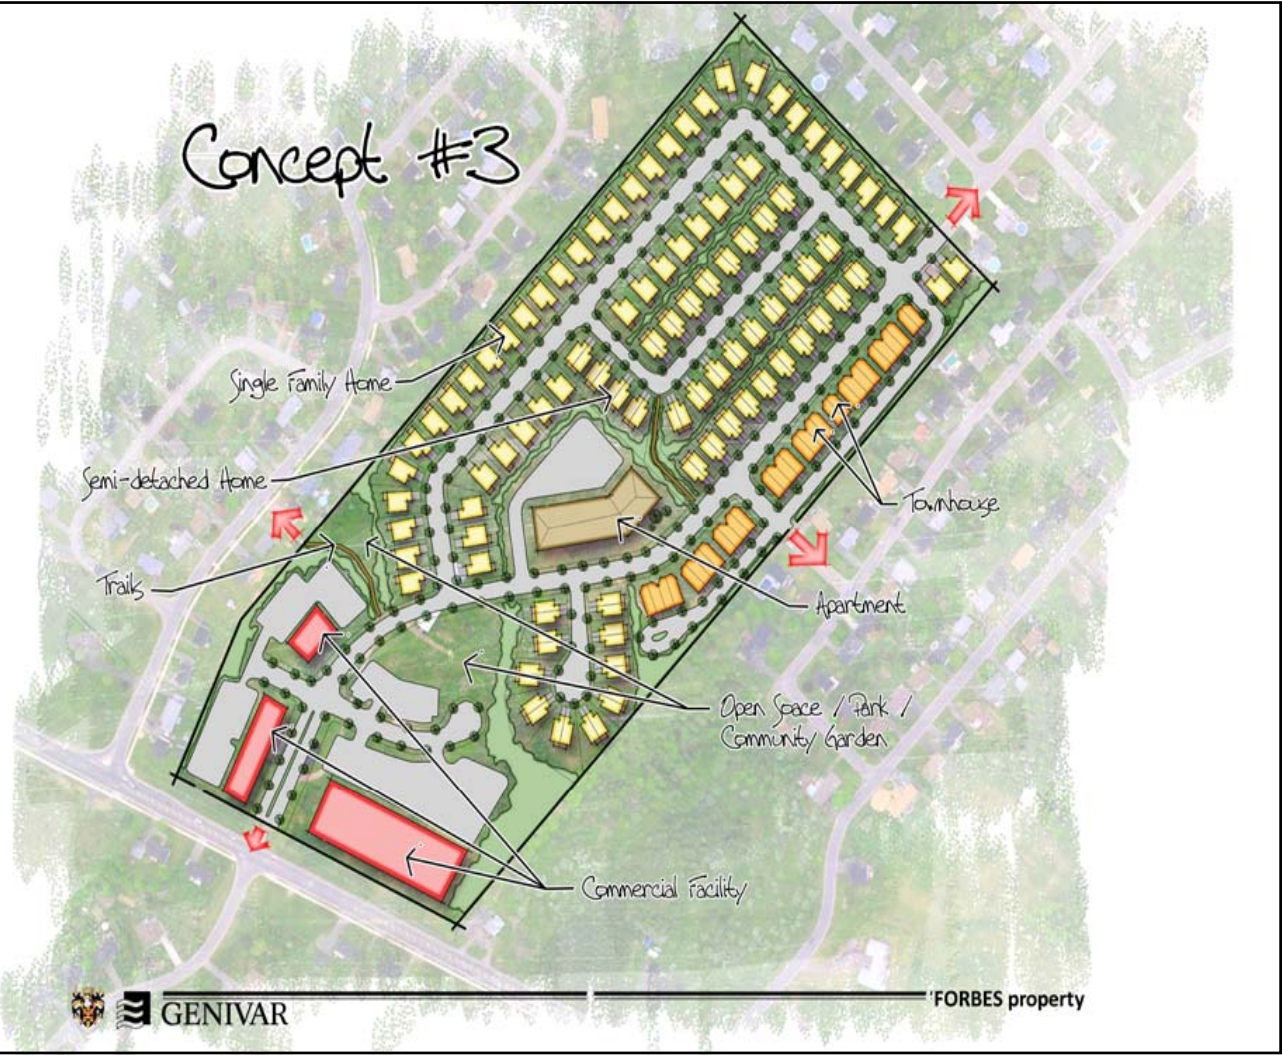 Concept #3
Single Family Home
Semi-detached Home
Townhouse
Trails
Apartment
Open Space / Park /
Community Garden
Commercial Facility
GENIVAR
FORBES property